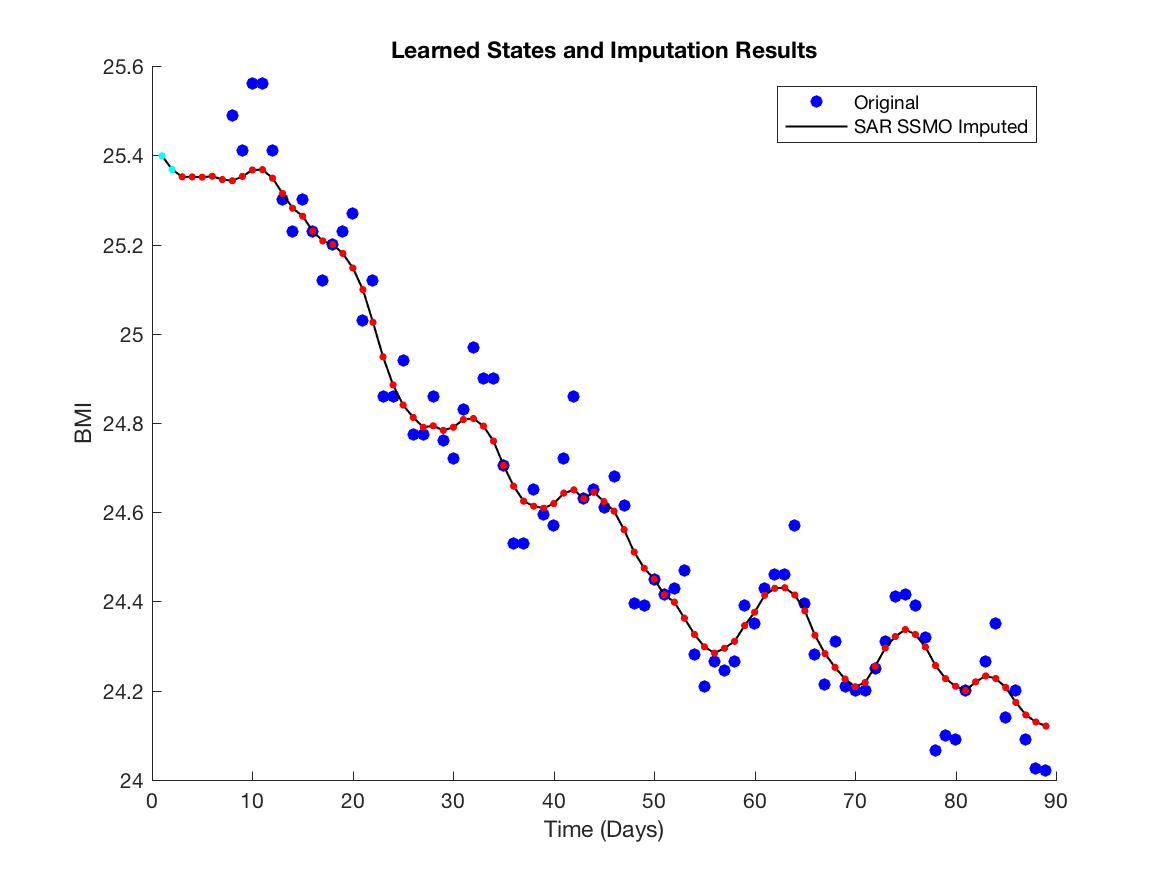 Learned States and Imputation Results
Original
SAR SSMO Imputed
BMI
25.6
25.4
25.2
25
24.8
24.6
24.4
24.2
24
0 10 20 30 40 50 60 70 80 90
Time (Days)